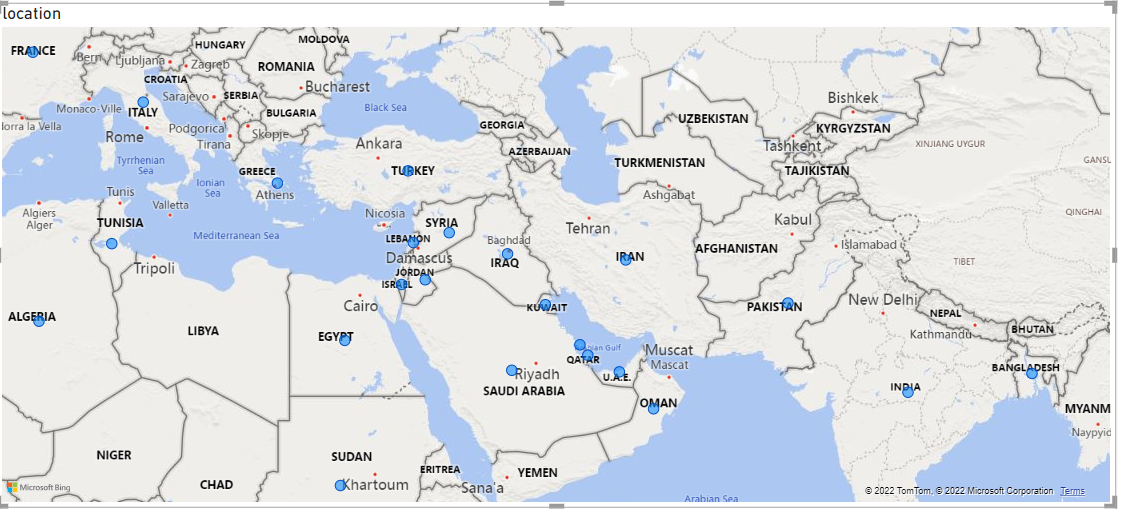 location
FRANCE
Bern
Ljubljana
Zagreb
HUNGARY
MOLDOVA
ROMANIA
CROATIA
Sarajevo
SERBIA
Bucharest
Monaco-Ville
ITALY
BULGARIA
Black Sea
Bishkek
UZBEKISTAN
GEORGIA
lorra la Vella
Rome
Podgorica
Skopje
Tirana
KYRGYZSTAN
Ankara
AZERBAIJAN
Tashkent
XINJIANG UYGUR
GANSU
Tyrrhenian
Sea
TURKMENISTAN
TAJIKISTAN
GREECE
TURKEY
Ionian
Sea
Athens
Tunis
Valletta
Ashgabat
Algiers
Alger
TUNISIA
Nicosia
SYRIA
Tehran
Kabul
QINGHAI
Mediterranean Sea
LEBANON
Baghdad
AFGHANISTAN
Islamabad
Damascus
IRAQ
IRAN
TIBET
Tripoli
JORDAN
ISRAEL
Cairo
KUWAIT
PAKISTAN
New Delhi
NEPAL
ALGERIA
LIBYA
EGYPT
Kathmandu
BHUTAN
ian Gulf
Muscat
Mascat
QATAR
U.A.E.
Riyadh
SAUDI ARABIA
BANGLADESH
INDIA
OMAN
MYANM
Naypyid
NIGER
CHAD
SUDAN
Khartoum
ERITREA
Sana'a
YEMEN
Arabian Sea
Microsoft Bing
© 2022 TomTom, © 2022 Microsoft Corporation Terms